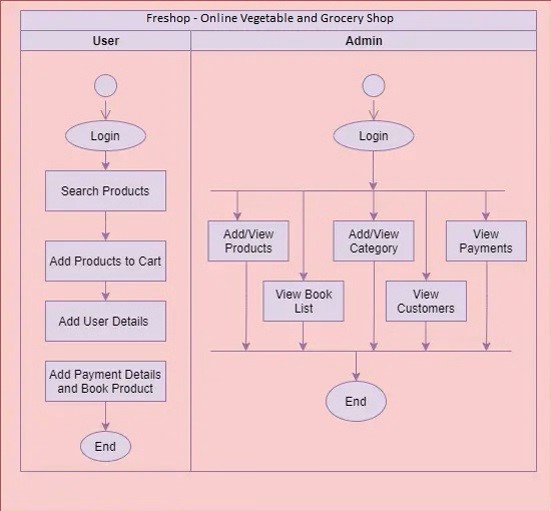 Freshop - Online Vegetable and Grocery Shop
User
Admin
Login
Search Products
Add Products to Cart
Add User Details
Add Payment Details
and Book Product
End
Login
Add/View
Products
Add/View
Category
View
Payments
View Book
List
View
Customers
End